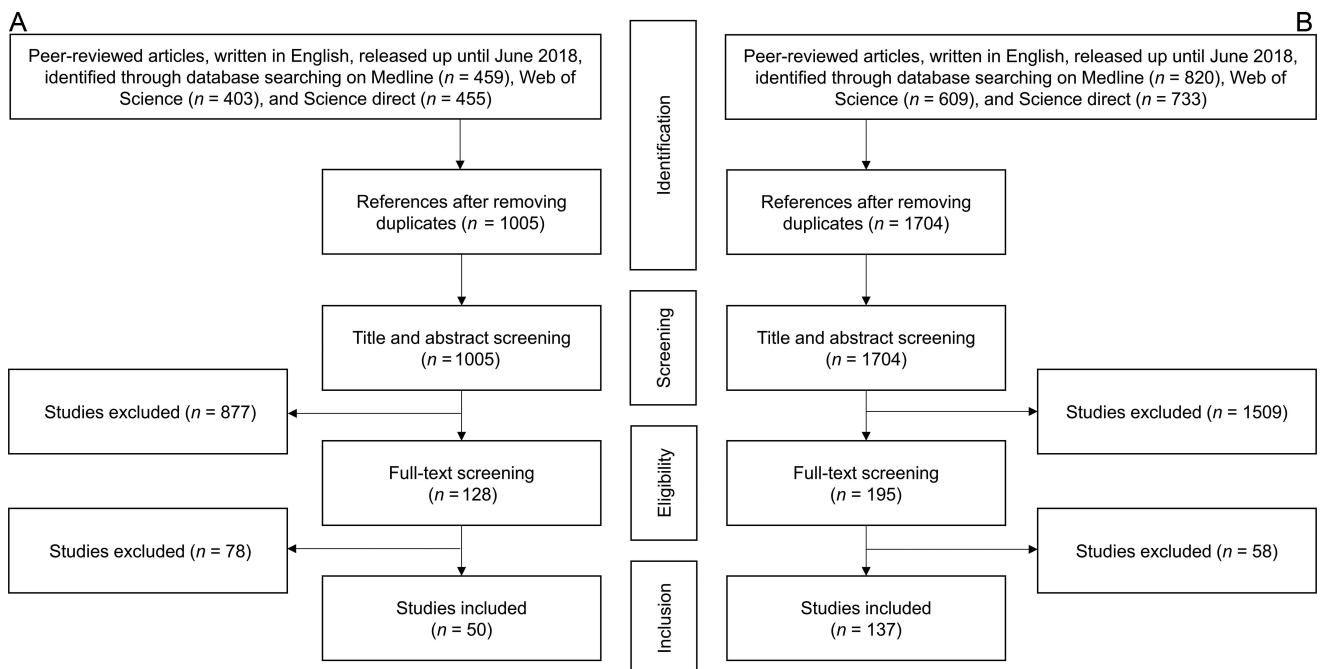 A
Peer-reviewed articles, written in English, released up until June 2018,
identified through database searching on Medline (n = 459), Web of
Science (n = 403), and Science direct (n = 455)
References after removing
duplicates (n = 1005)
Title and abstract screening
(n = 1005)
Studies excluded (n = 877)
Full-text screening
(n = 128)
Studies excluded (n = 78)
Studies included
(n = 50)
Identification
Screening
Eligibility
Inclusion
B
Peer-reviewed articles, written in English, released up until June 2018,
identified through database searching on Medline (n = 820), Web of
Science (n = 609), and Science direct (n = 733)
References after removing
duplicates (n = 1704)
Title and abstract screening
(n = 1704)
Studies excluded (n = 1509)
Full-text screening
(n = 195)
Studies excluded (n = 58)
Studies included
(n = 137)